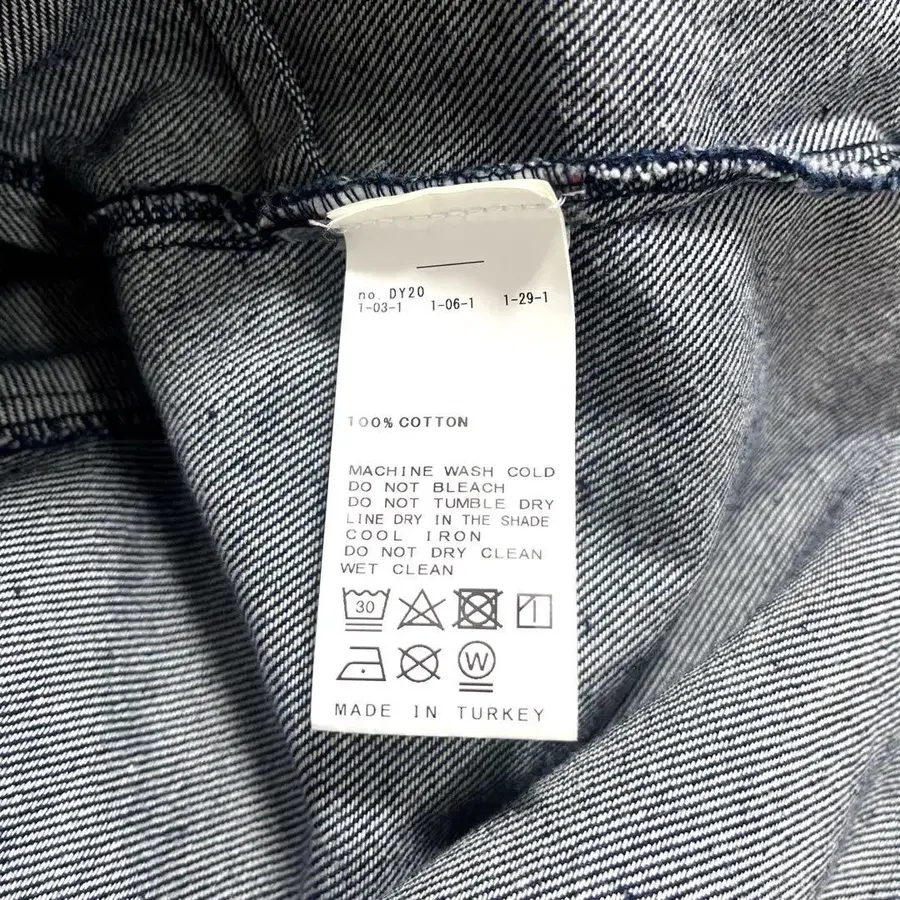 no. DY20
1-03-1 1-06-1 1-29-1
100% COTTON
MACHINE WASH COLD
DO NOT BLEACH
DO NOT TUMBLE DRY
LINE DRY IN THE SHADE
COOL IRON
DO NOT DRY CLEAN
WET CLEAN
30
W
MADE IN TURKEY